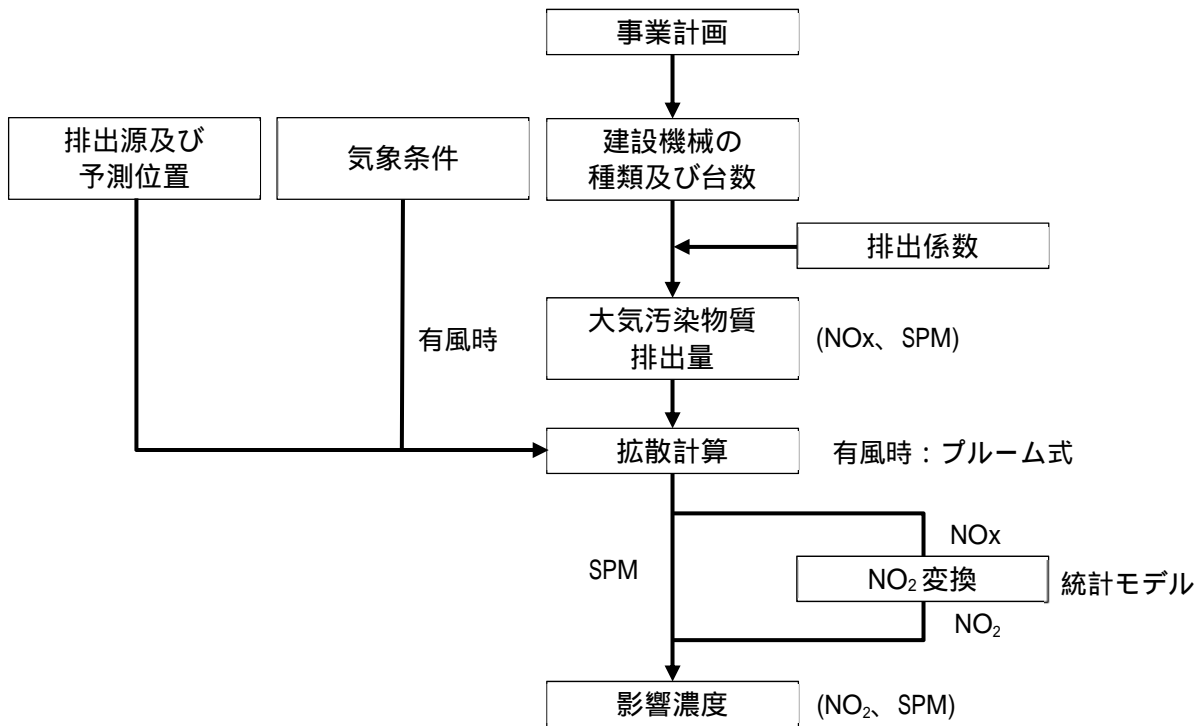 事業計画
排出源及び
予測位置
気象条件
建設機械の
種類及び台数
排出係数
有風時
大気汚染物質
排出量
(NOx、SPM)
拡散計算
有風時：プルーム式
NOx
SPM
NO₂変換
統計モデル
NO₂
影響濃度
(NO₂、SPM)